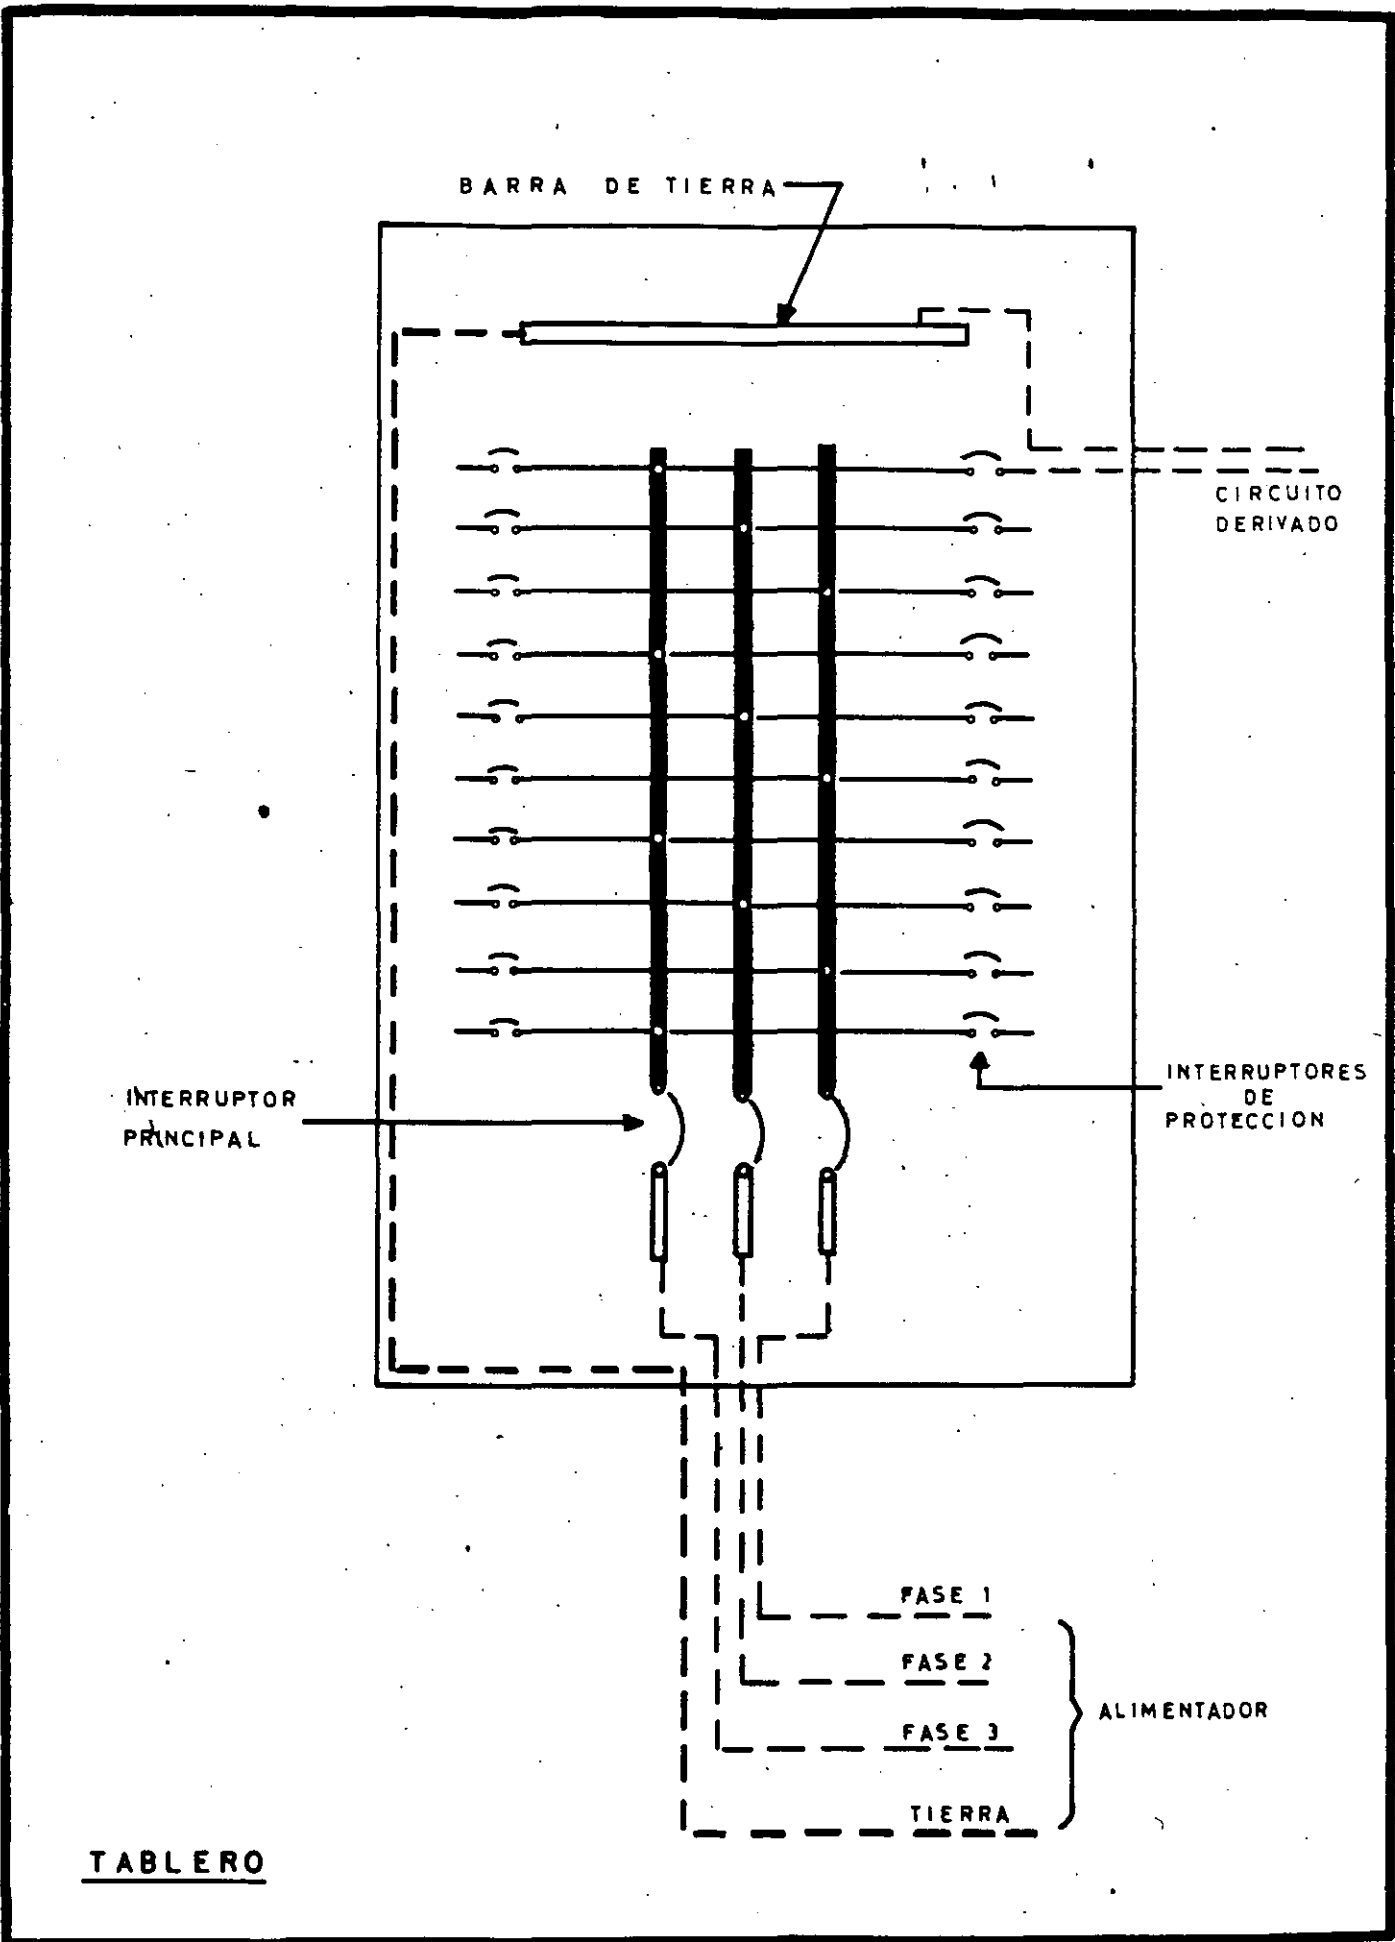 BARRA DE TIERRA
CIRCUITO
DERIVADO
INTERRUPTOR
PRINCIPAL
INTERRUPTORES
DE
PROTECCION
FASE 1
FASE 2
FASE 3
ALIMENTADOR
TIERRA
TABLERO